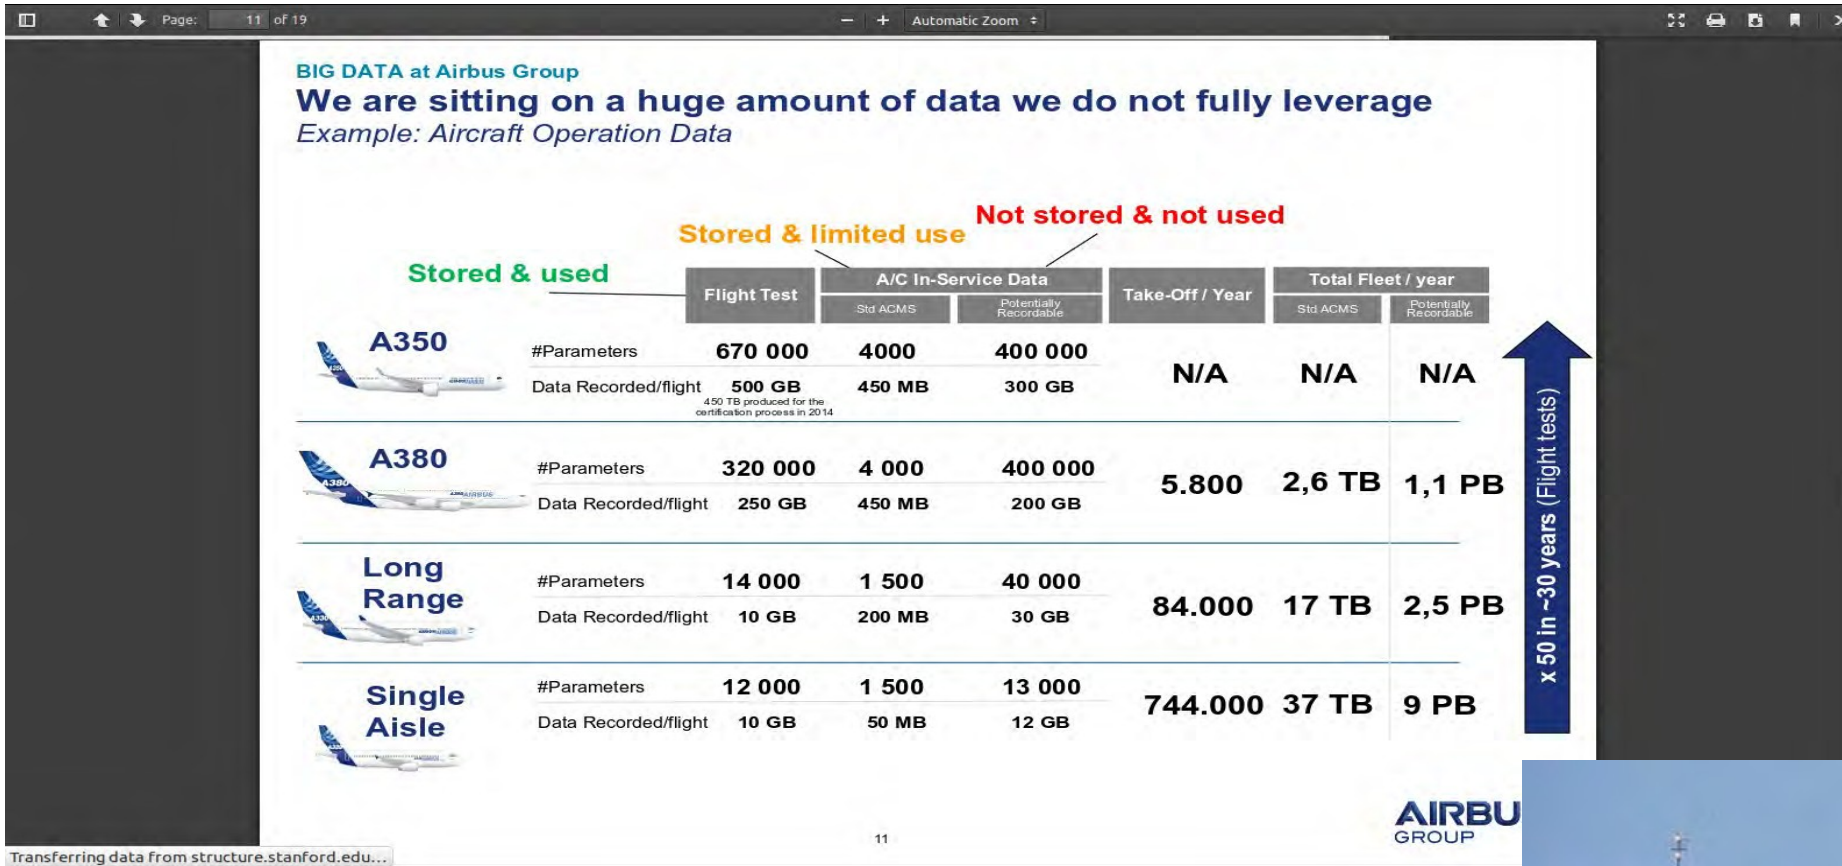 Page: 11 of 19
Automatic Zoom
BIG DATA at Airbus Group
We are sitting on a huge amount of data we do not fully leverage
Example: Aircraft Operation Data
Not stored & not used
Stored & limited use
Stored & used
Flight Test
A/C In-Service Data
Take-Off / Year
Total Fleet / year
Std ACMS
Potentially
Recordable
Std ACMS
Potentially
Recordable
A350
#Parameters 670 000 4000 400 000
N/A N/A N/A
Data Recorded/flight 500 GB 450 MB 300 GB
450 TB produced for the
certification process in 2014
A380
#Parameters 320 000 4 000 400 000
A380
AIRBUS
5.800 2,6 TB 1,1 PB
Data Recorded/flight 250 GB 450 MB 200 GB
Long
Range
#Parameters 14 000 1 500 40 000
84.000 17 TB 2,5 PB
Data Recorded/flight 10 GB 200 MB 30 GB
A330
Single
Aisle
#Parameters 12 000 1 500 13 000
744.000 37 TB 9 PB
Data Recorded/flight 10 GB 50 MB 12 GB
x 50 in ~30 years (Flight tests)
AIRBU
GROUP
11
Transferring data from structure.stanford.edu...